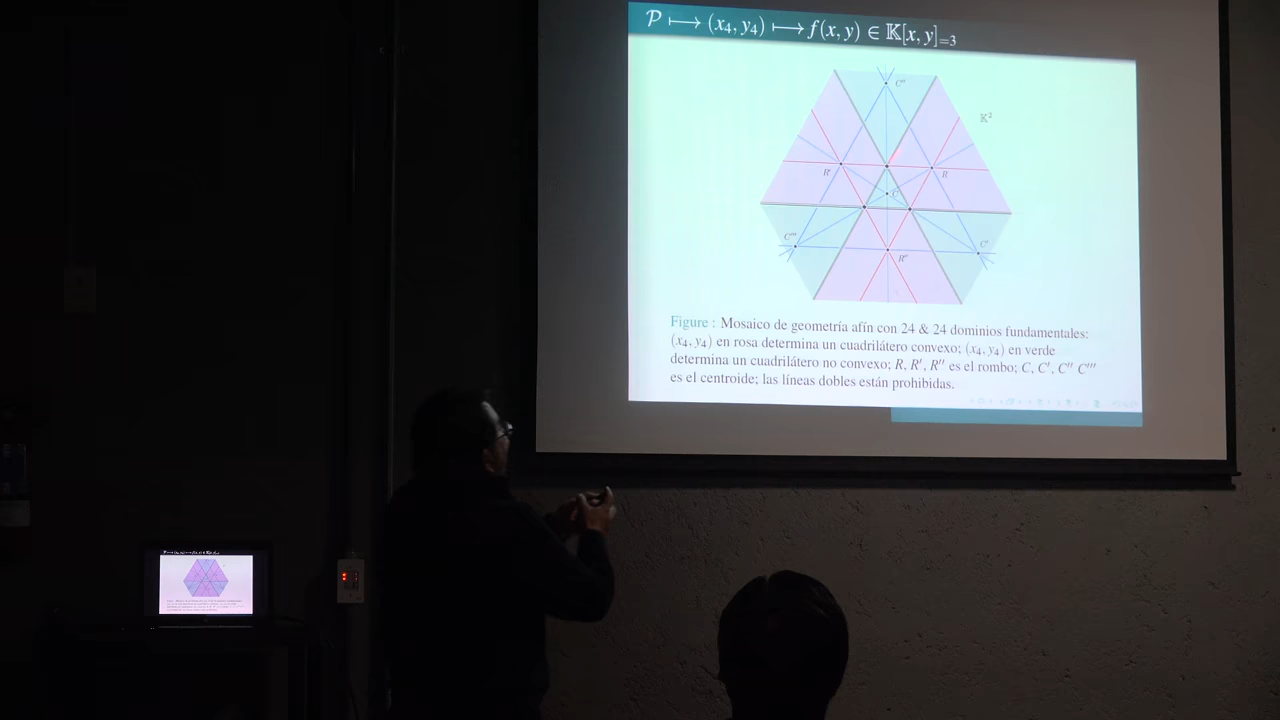 𝒫 ⟼ (x₄, y₄) ⟼ f(x, y) ∈ 𝕂[x, y]₌₃
C''
𝕂²
R' R
C
C''' C'
R''
Figure : Mosaico de geometría afín con 24 & 24 dominios fundamentales:
(x₄, y₄) en rosa determina un cuadrilátero convexo; (x₄, y₄) en verde
determina un cuadrilátero no convexo; R, R', R'' es el rombo; C, C', C'' C'''
es el centroide; las líneas dobles están prohibidas.